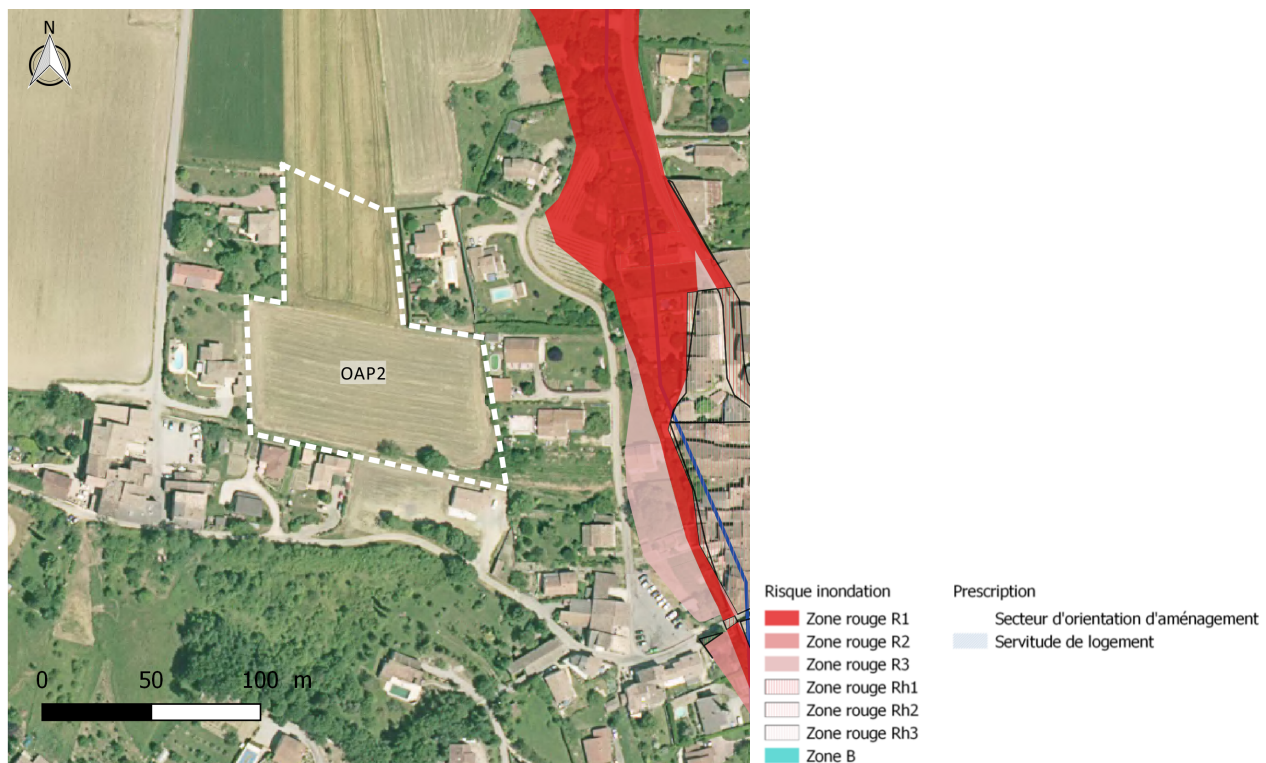 N
OAP2
0 50 100 m
Risque inondation
Zone rouge R1
Zone rouge R2
Zone rouge R3
Zone rouge Rh1
Zone rouge Rh2
Zone rouge Rh3
Zone B
Prescription
Secteur d'orientation d'aménagement
Servitude de logement